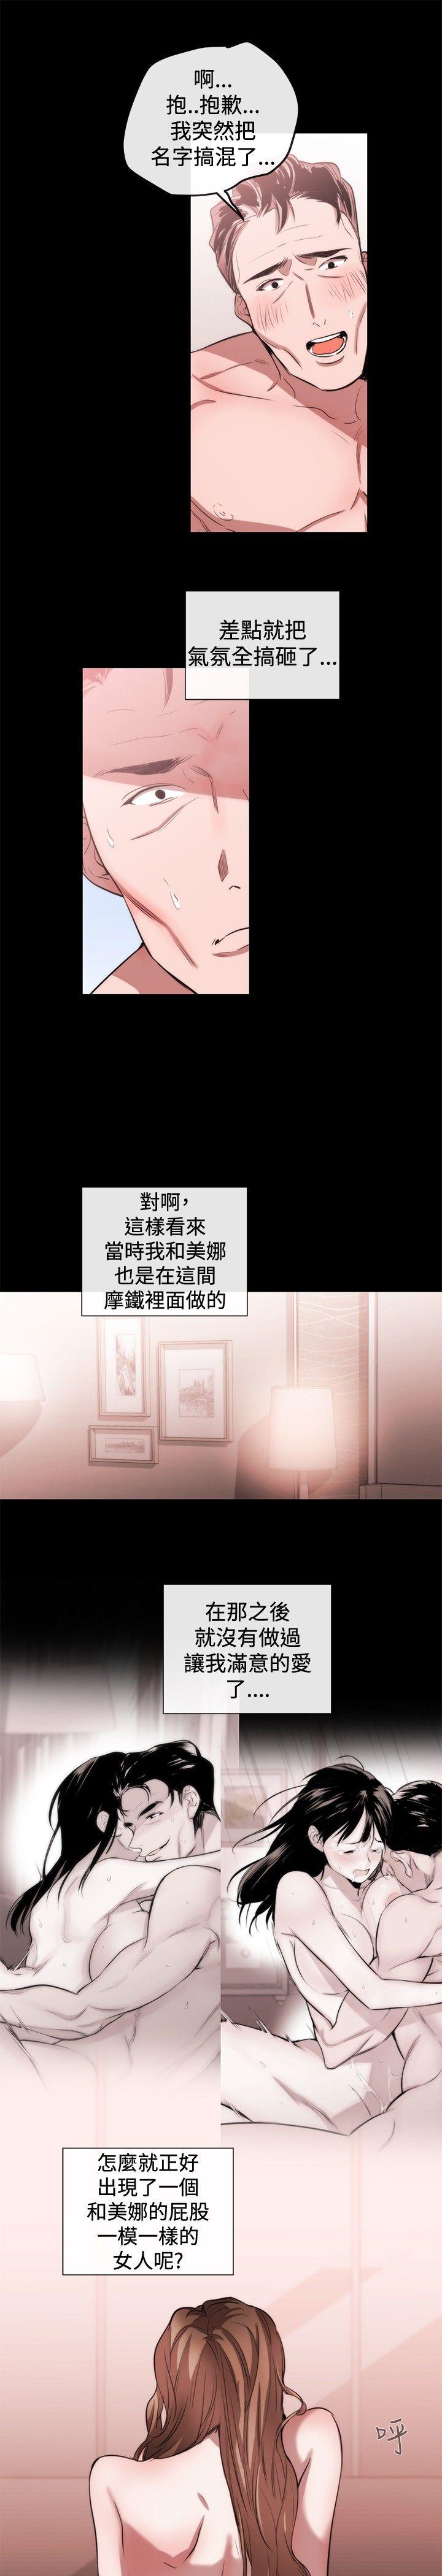 啊...
抱..抱歉...
我突然把
名字搞混了...
差點就把
氣氛全搞砸了...
對啊,
這樣看來
當時我和美娜
也是在這間
摩鐵裡面做的
在那之後
就沒有做過
讓我滿意的愛
了....
怎麼就正好
出現了一個
和美娜的屁股
一模一樣的
女人呢?
呼